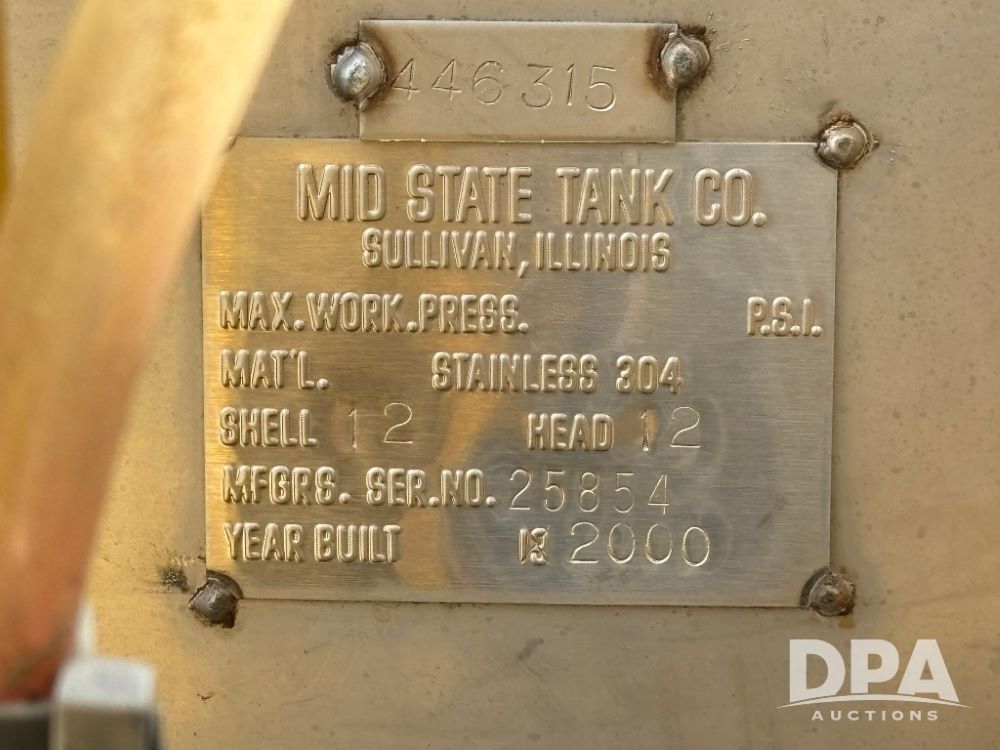 446315
MID STATE TANK CO.
SULLIVAN, ILLINOIS
MAX. WORK. PRESS. P.S.I.
MAT'L. STAINLESS 304
SHELL 12 HEAD 12
MFGRS. SER. NO. 25854
YEAR BUILT 2000
DPA
AUCTIONS